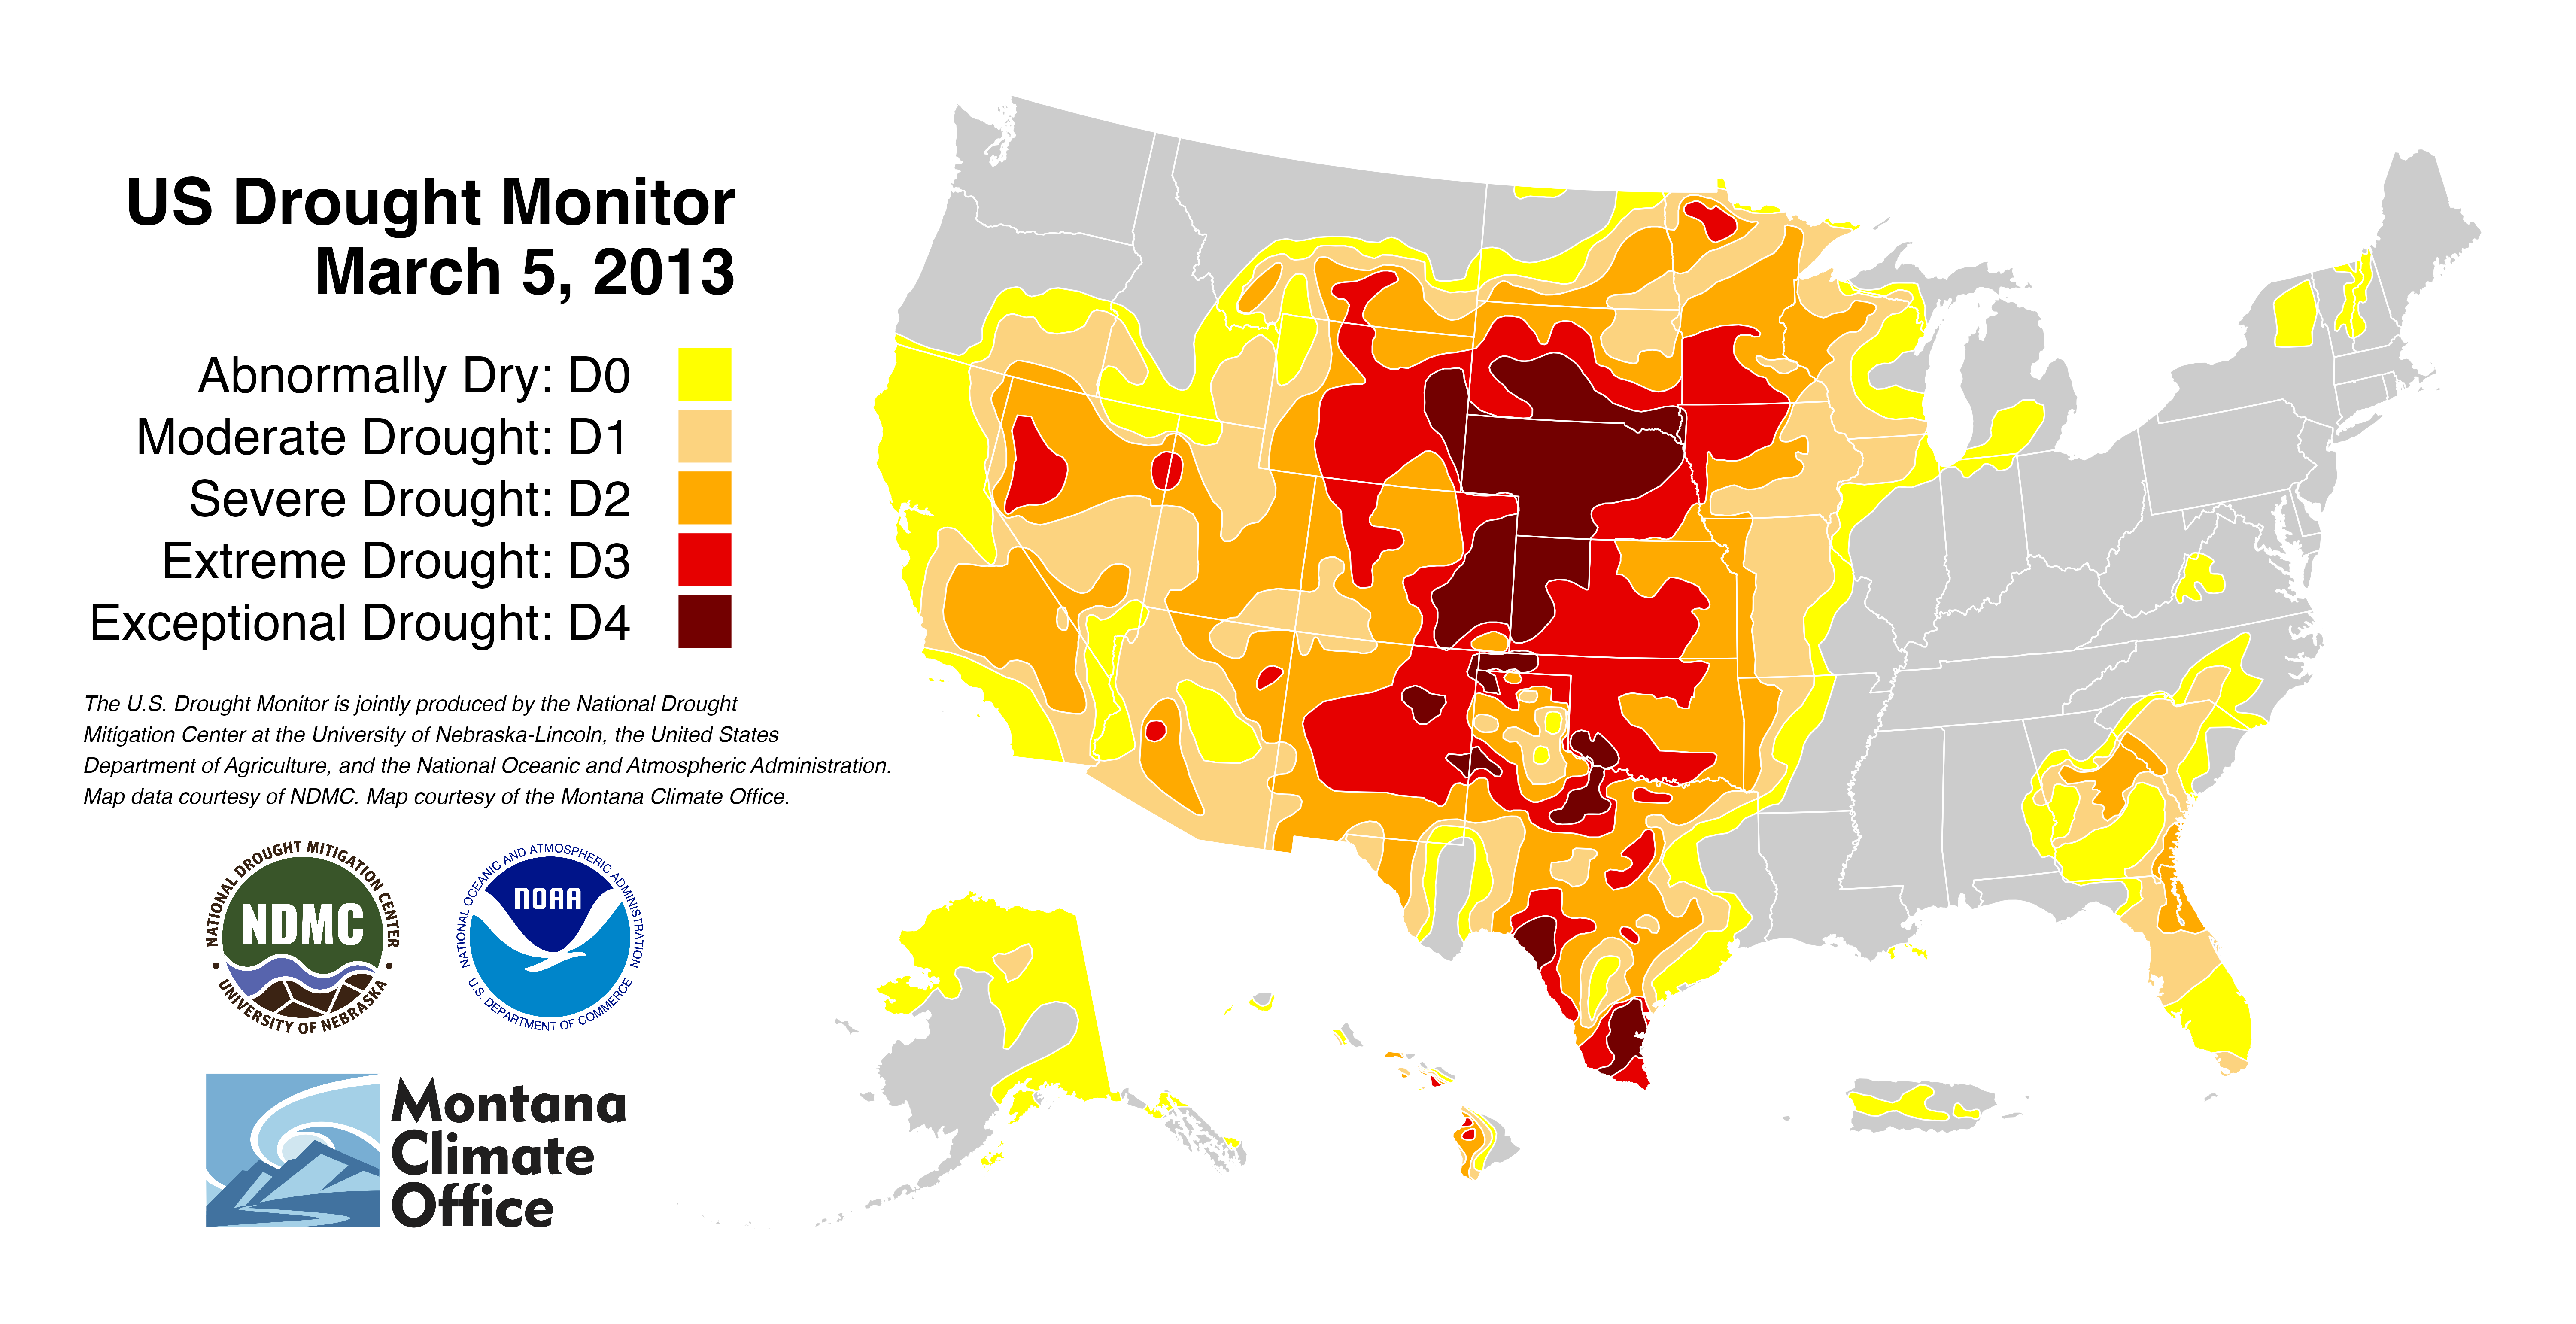 US Drought Monitor
March 5, 2013
Abnormally Dry: D0
Moderate Drought: D1
Severe Drought: D2
Extreme Drought: D3
Exceptional Drought: D4
The U.S. Drought Monitor is jointly produced by the National Drought
Mitigation Center at the University of Nebraska-Lincoln, the United States
Department of Agriculture, and the National Oceanic and Atmospheric Administration.
Map data courtesy of NDMC. Map courtesy of the Montana Climate Office.
NATIONAL DROUGHT MITIGATION CENTER
NDMC
• UNIVERSITY OF NEBRASKA •
NATIONAL OCEANIC AND ATMOSPHERIC ADMINISTRATION
NOAA
U.S. DEPARTMENT OF COMMERCE
Montana
Climate
Office